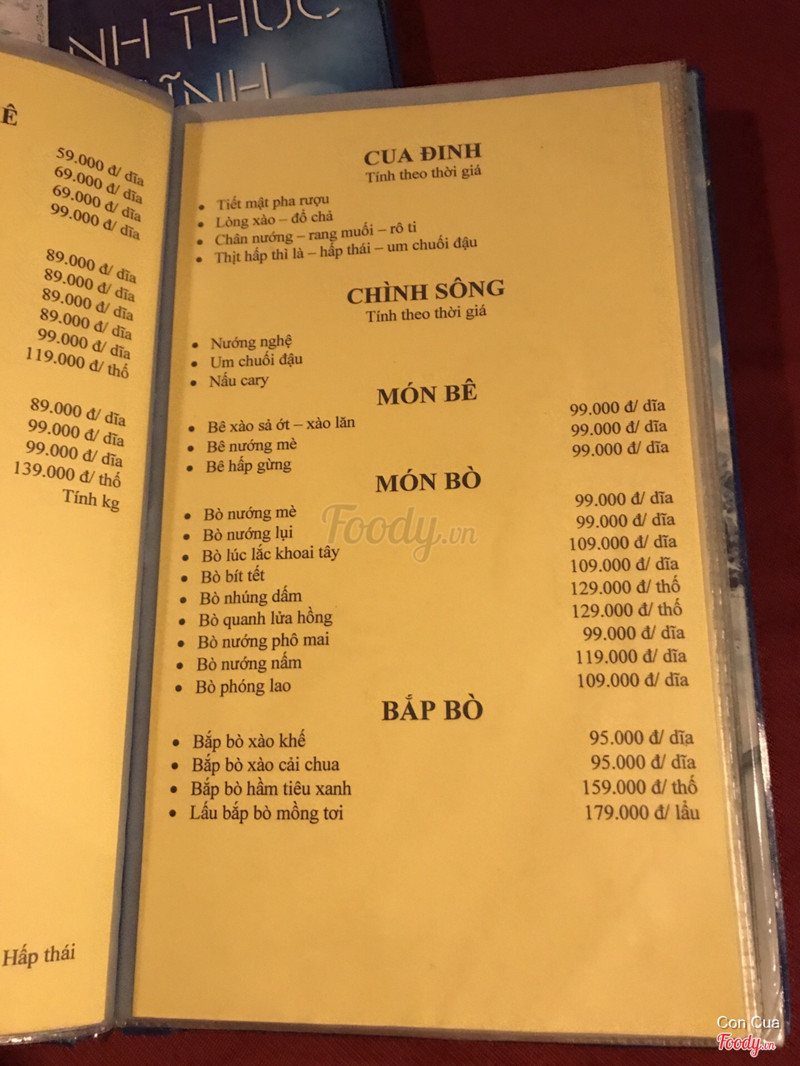 NH THỨC
ĨNH
Ê
59.000 đ/ dĩa
69.000 đ/ dĩa
69.000 đ/ dĩa
99.000 đ/ dĩa
89.000 đ/ dĩa
89.000 đ/ dĩa
89.000 đ/ dĩa
89.000 đ/ dĩa
99.000 đ/ dĩa
119.000 đ/ thố
89.000 đ/ dĩa
99.000 đ/ dĩa
99.000 đ/ dĩa
139.000 đ/ thố
Tính kg
Hấp thái
CUA ĐINH
Tính theo thời giá
• Tiết mật pha rượu
• Lòng xào – đồ chả
• Chân nướng – rang muối – rô ti
• Thịt hấp thì là – hấp thái – um chuối đậu
CHÌNH SÔNG
Tính theo thời giá
• Nướng nghệ
• Um chuối đậu
• Nấu cary
MÓN BÊ
• Bê xào sả ớt – xào lăn 99.000 đ/ dĩa
• Bê nướng mè 99.000 đ/ dĩa
• Bê hấp gừng 99.000 đ/ dĩa
MÓN BÒ
• Bò nướng mè 99.000 đ/ dĩa
• Bò nướng lụi 99.000 đ/ dĩa
• Bò lúc lắc khoai tây 109.000 đ/ dĩa
• Bò bít tết 109.000 đ/ dĩa
• Bò nhúng dấm 129.000 đ/ thố
• Bò quanh lửa hồng 129.000 đ/ thố
• Bò nướng phô mai 99.000 đ/ dĩa
• Bò nướng nấm 119.000 đ/ dĩa
• Bò phóng lao 109.000 đ/ dĩa
BẮP BÒ
• Bắp bò xào khế 95.000 đ/ dĩa
• Bắp bò xào cải chua 95.000 đ/ dĩa
• Bắp bò hầm tiêu xanh 159.000 đ/ thố
• Lấu bắp bò mồng tơi 179.000 đ/ lẩu
Foody.vn
Con Cua
Foody.vn